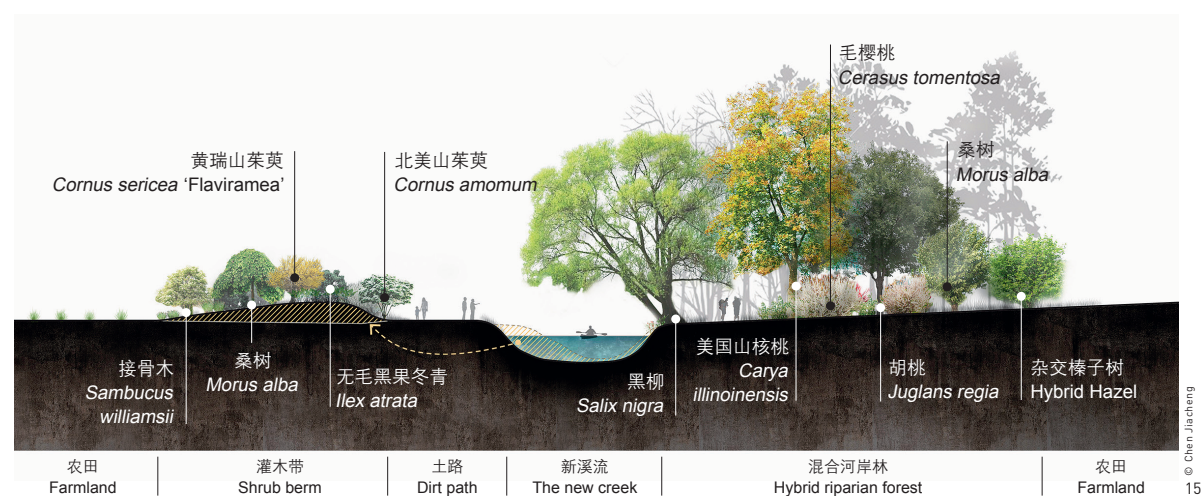 毛樱桃
Cerasus tomentosa
黄瑞山茱萸
Cornus sericea ‘Flaviramea’
北美山茱萸
Cornus amomum
桑树
Morus alba
接骨木
Sambucus
williamsii
桑树
Morus alba
无毛黑果冬青
Ilex atrata
黑柳
Salix nigra
美国山核桃
Carya
illinoinensis
胡桃
Juglans regia
杂交榛子树
Hybrid Hazel
农田
Farmland
灌木带
Shrub berm
土路
Dirt path
新溪流
The new creek
混合河岸林
Hybrid riparian forest
农田
Farmland
© Chen Jiacheng
15